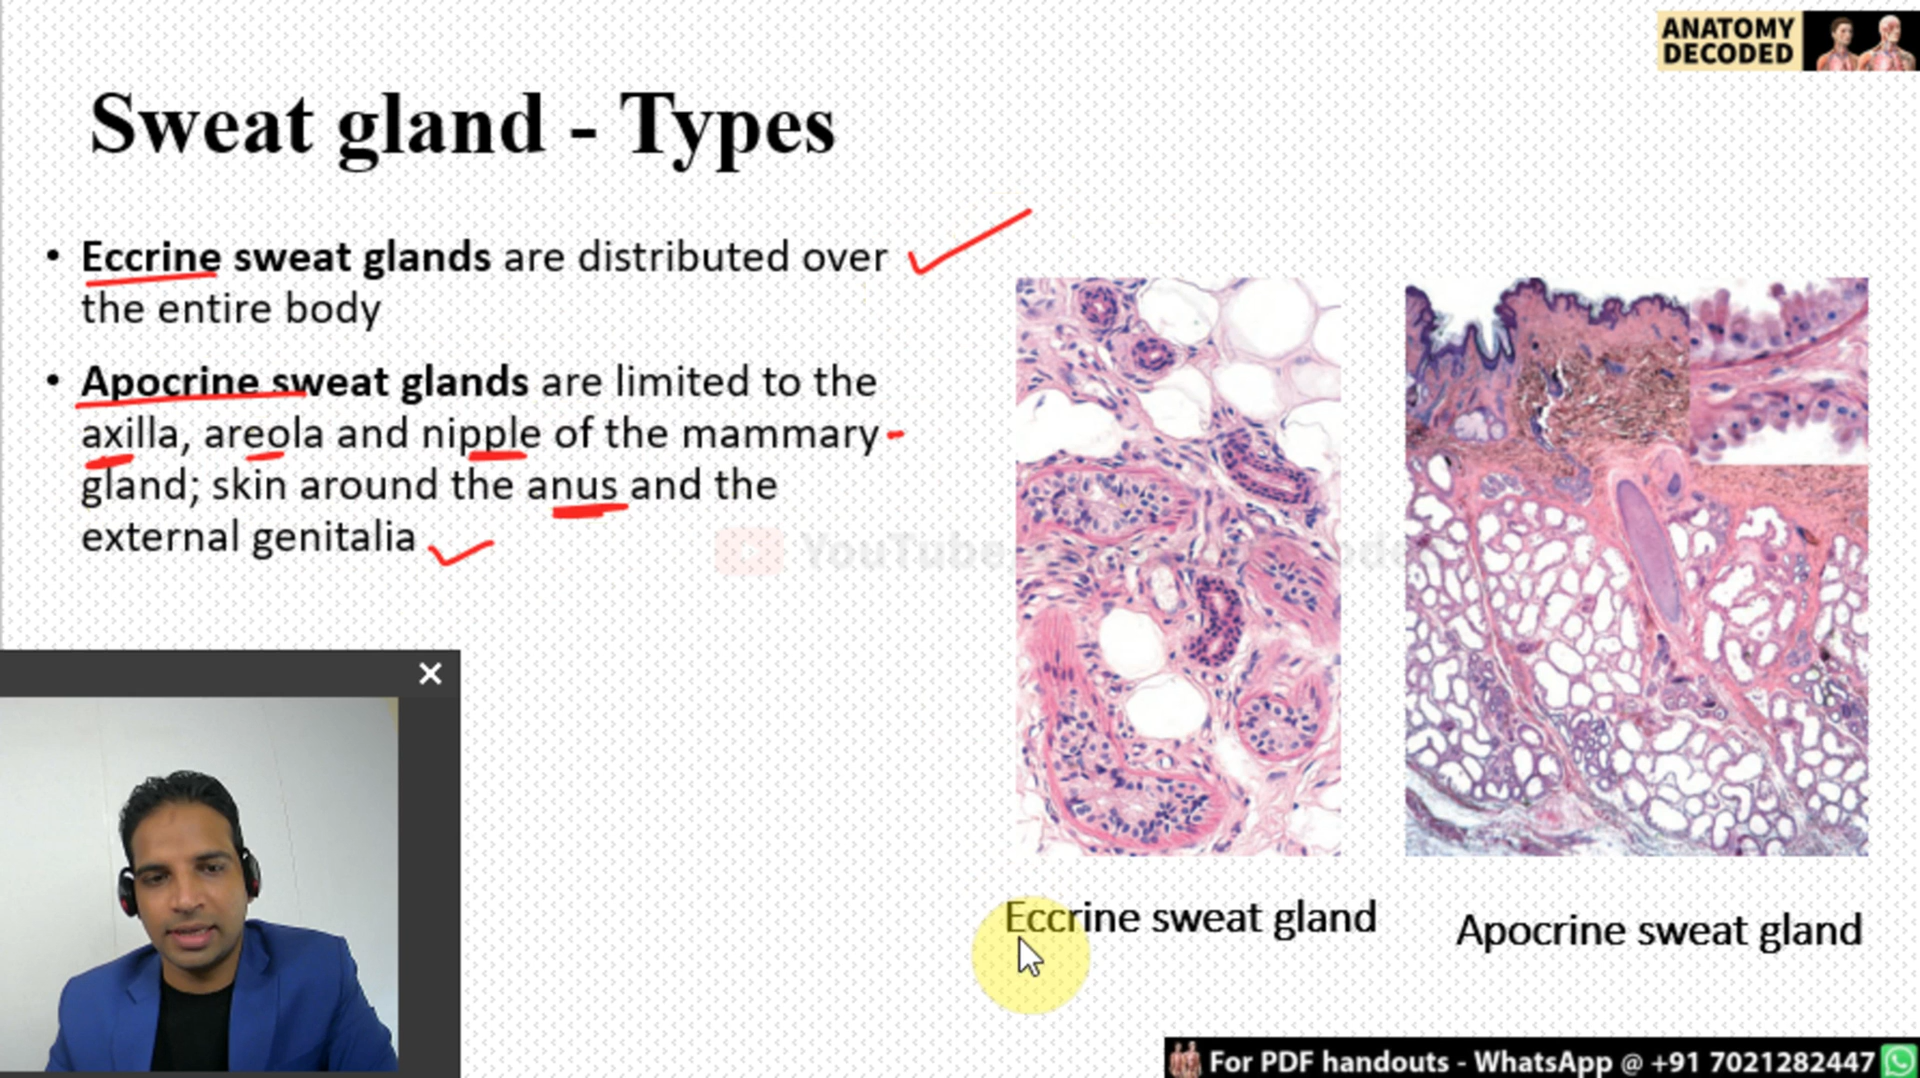 ANATOMY
DECODED
Sweat gland - Types
• Eccrine sweat glands are distributed over
the entire body
• Apocrine sweat glands are limited to the
axilla, areola and nipple of the mammary
gland; skin around the anus and the
external genitalia
YouTube
Eccrine sweat gland
Apocrine sweat gland
For PDF handouts - WhatsApp @ +91 7021282447